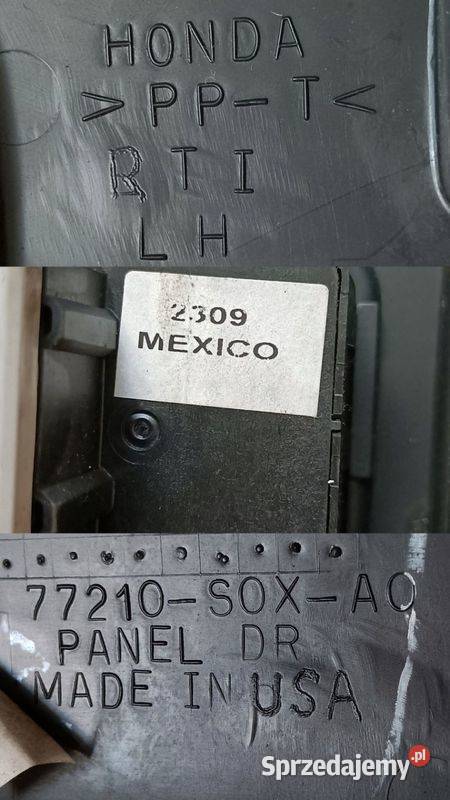 HONDA
>PP-T<
RTI
LH
2309
MEXICO
77210-S0X-A0
PANEL DR
MADE IN USA
Sprzedajemy.pl